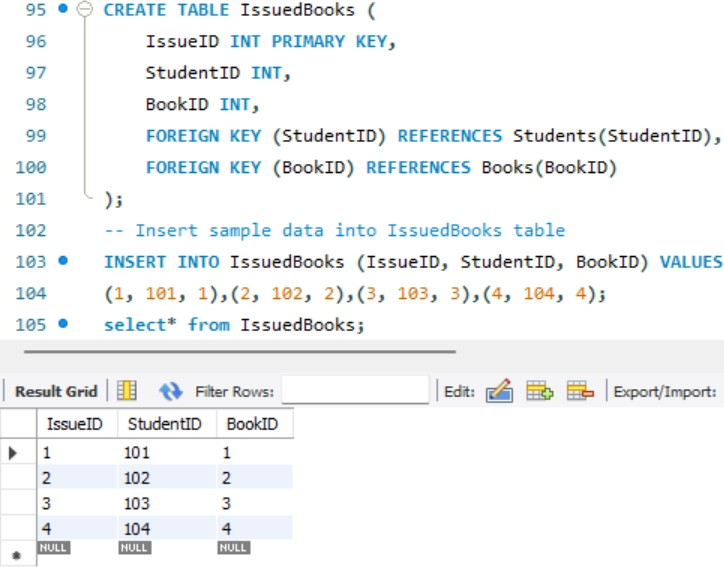 95 CREATE TABLE IssuedBooks (
96 IssueID INT PRIMARY KEY,
97 StudentID INT,
98 BookID INT,
99 FOREIGN KEY (StudentID) REFERENCES Students(StudentID),
100 FOREIGN KEY (BookID) REFERENCES Books(BookID)
101 );
102 -- Insert sample data into IssuedBooks table
103 INSERT INTO IssuedBooks (IssueID, StudentID, BookID) VALUES
104 (1, 101, 1),(2, 102, 2),(3, 103, 3),(4, 104, 4);
105 select* from IssuedBooks;
Result Grid Filter Rows: Edit: Export/Import:
IssueID StudentID BookID
1 101 1
2 102 2
3 103 3
4 104 4
NULL NULL NULL